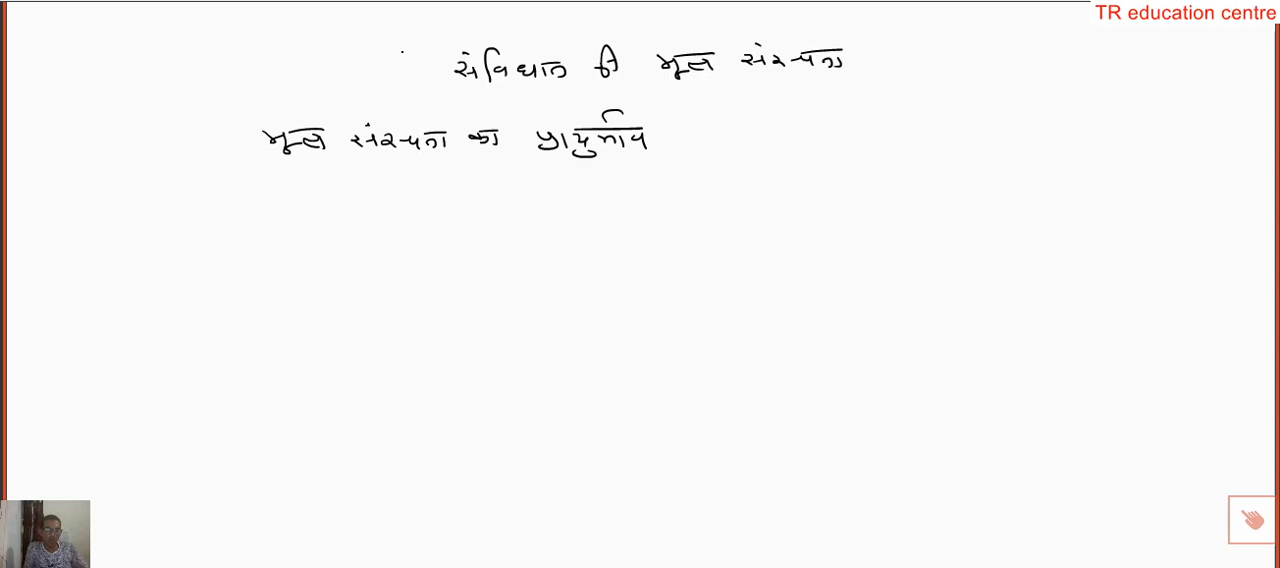 TR education centre
संविधान की मूल संरचना
मूल संरचना का प्रादुर्भाव